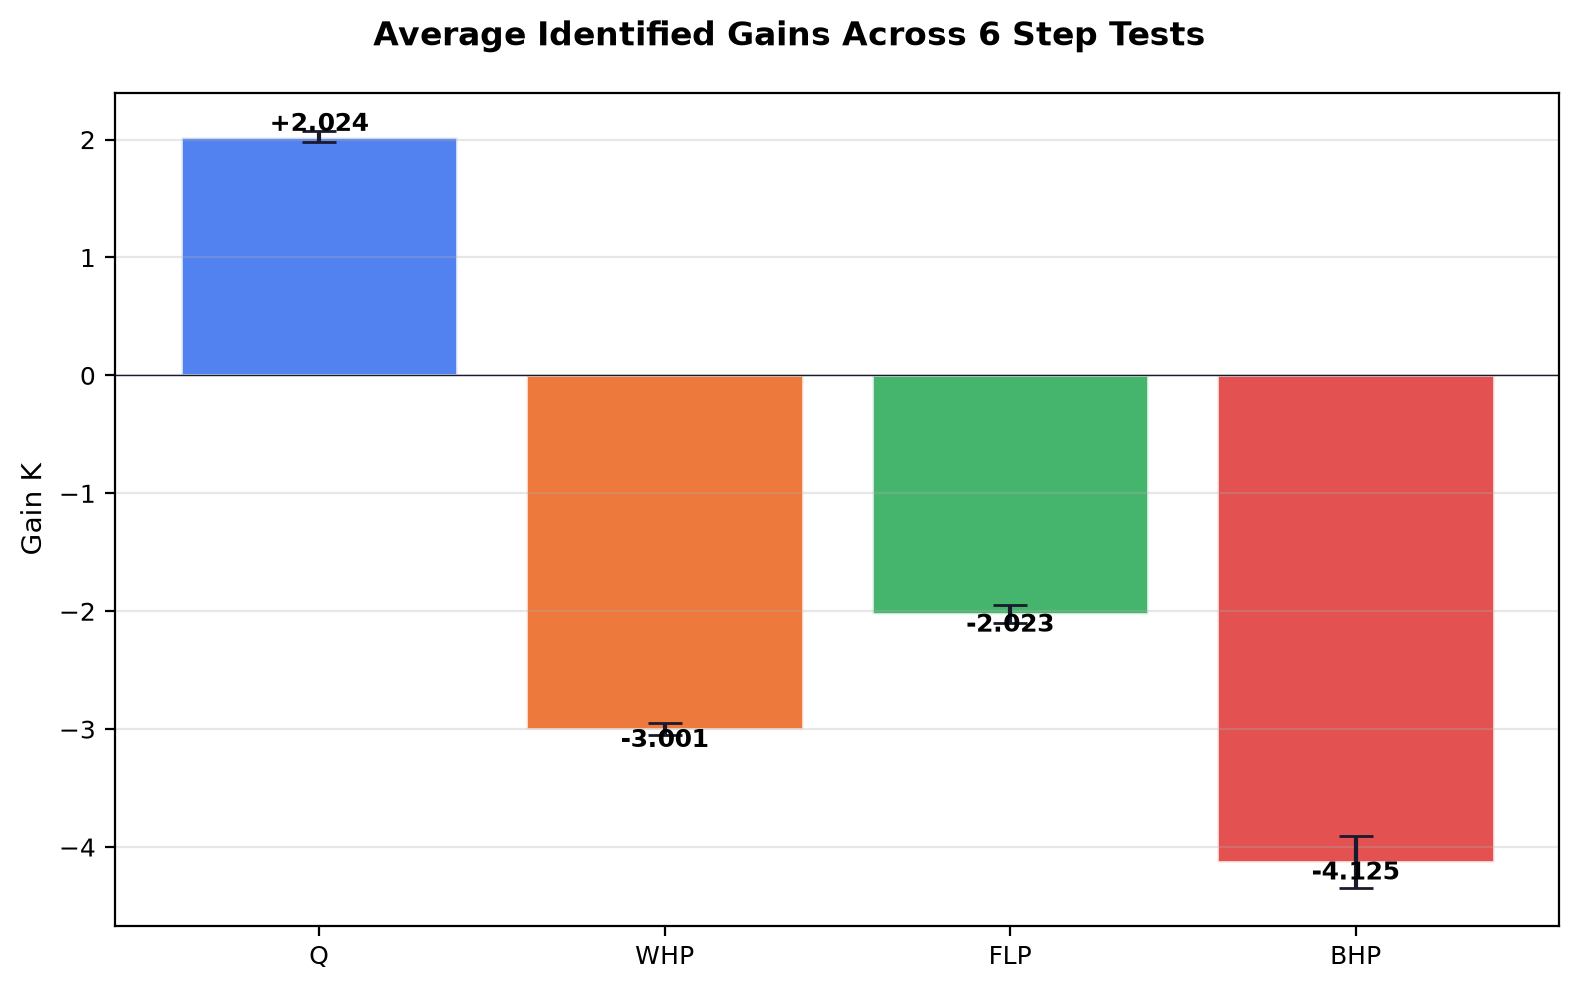 Average Identified Gains Across 6 Step Tests
+2.024
2
1
0
−1
−2
−3
−4
Gain K
-2.023
-3.001
-4.125
Q
WHP
FLP
BHP